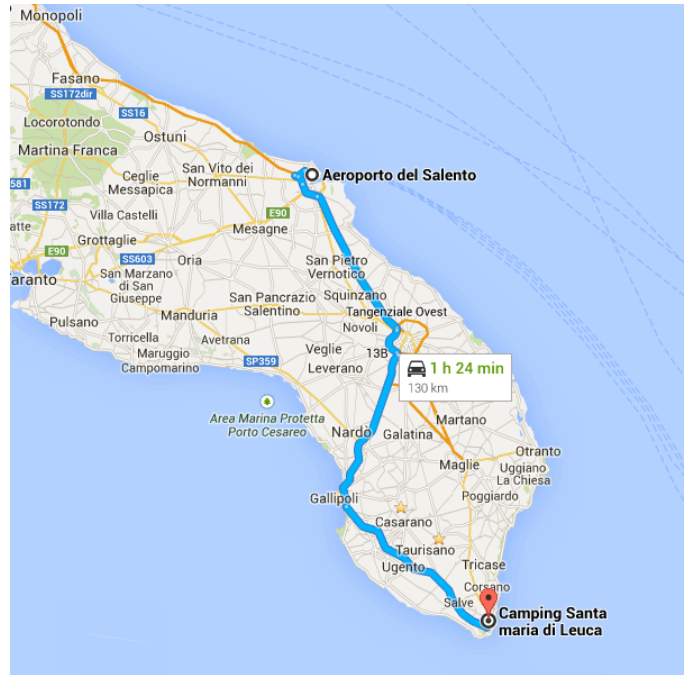 Monopoli
Fasano
SS172dir
SS16
Locorotondo
Ostuni
Martina Franca
Aeroporto del Salento
San Vito dei
Normanni
Ceglie
Messapica
581
SS172
E90
Villa Castelli
Mesagne
atte
Grottaglie
E90
SS603
Oria
San Pietro
Vernotico
aranto
San Marzano
di San
Giuseppe
Squinzano
San Pancrazio
Salentino
Tangenziale Ovest
Manduria
Novoli
Pulsano
Avetrana
Torricella
Veglie
13B
Maruggio
SP359
Leverano
Campomarino
1 h 24 min
130 km
Area Marina Protetta
Porto Cesareo
Martano
Nardò
Galatina
Otranto
Maglie
Uggiano
La Chiesa
Poggiardo
Gallipoli
Casarano
Taurisano
Ugento
Tricase
Corsano
Salve
Camping Santa
maria di Leuca